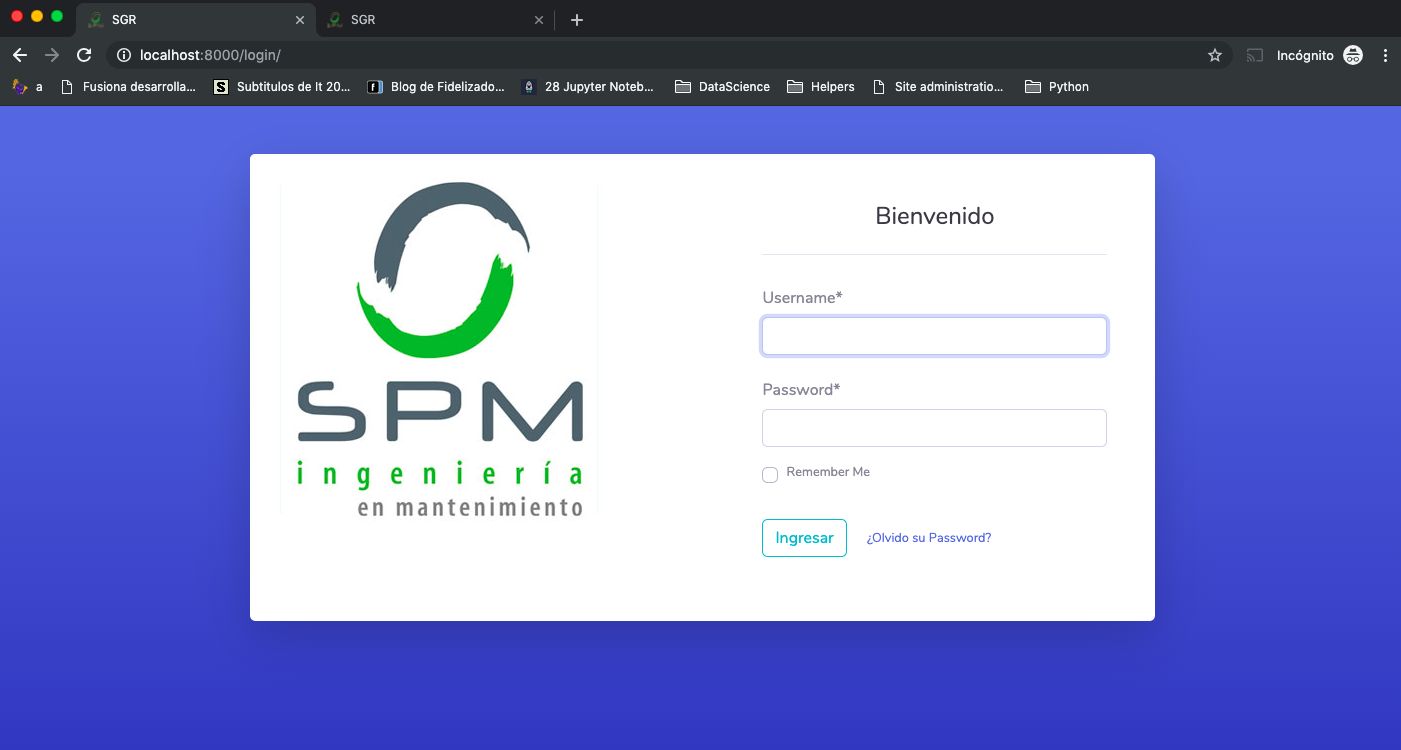 SGR
SGR
localhost:8000/login/
Incógnito
a
Fusiona desarrolla...
Subtitulos de It 20...
Blog de Fidelizado...
28 Jupyter Noteb...
DataScience
Helpers
Site administratio...
Python
SPM
ingeniería
en mantenimiento
Bienvenido
Username*
Password*
Remember Me
Ingresar
¿Olvido su Password?